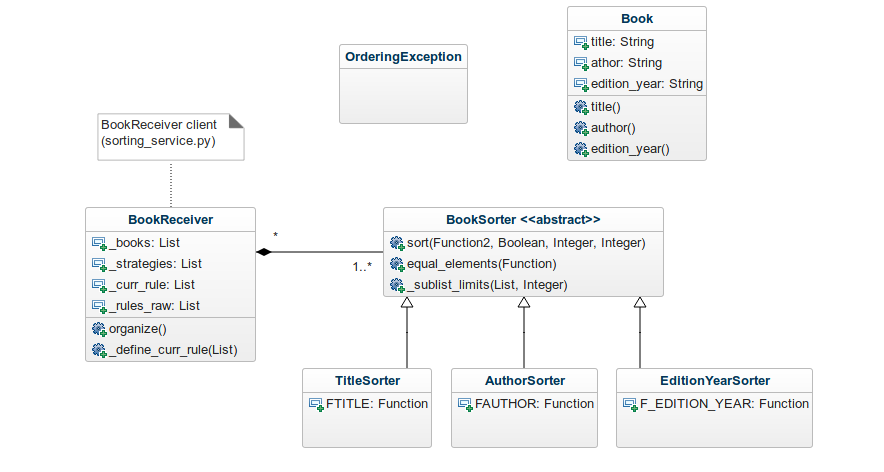 Book
title: String
athor: String
edition_year: String
title()
author()
edition_year()
OrderingException
BookReceiver client
(sorting_service.py)
BookReceiver
_books: List
_strategies: List
_curr_rule: List
_rules_raw: List
organize()
_define_curr_rule(List)
*
1..*
BookSorter <<abstract>>
sort(Function2, Boolean, Integer, Integer)
equal_elements(Function)
_sublist_limits(List, Integer)
TitleSorter
FTITLE: Function
AuthorSorter
FAUTHOR: Function
EditionYearSorter
F_EDITION_YEAR: Function